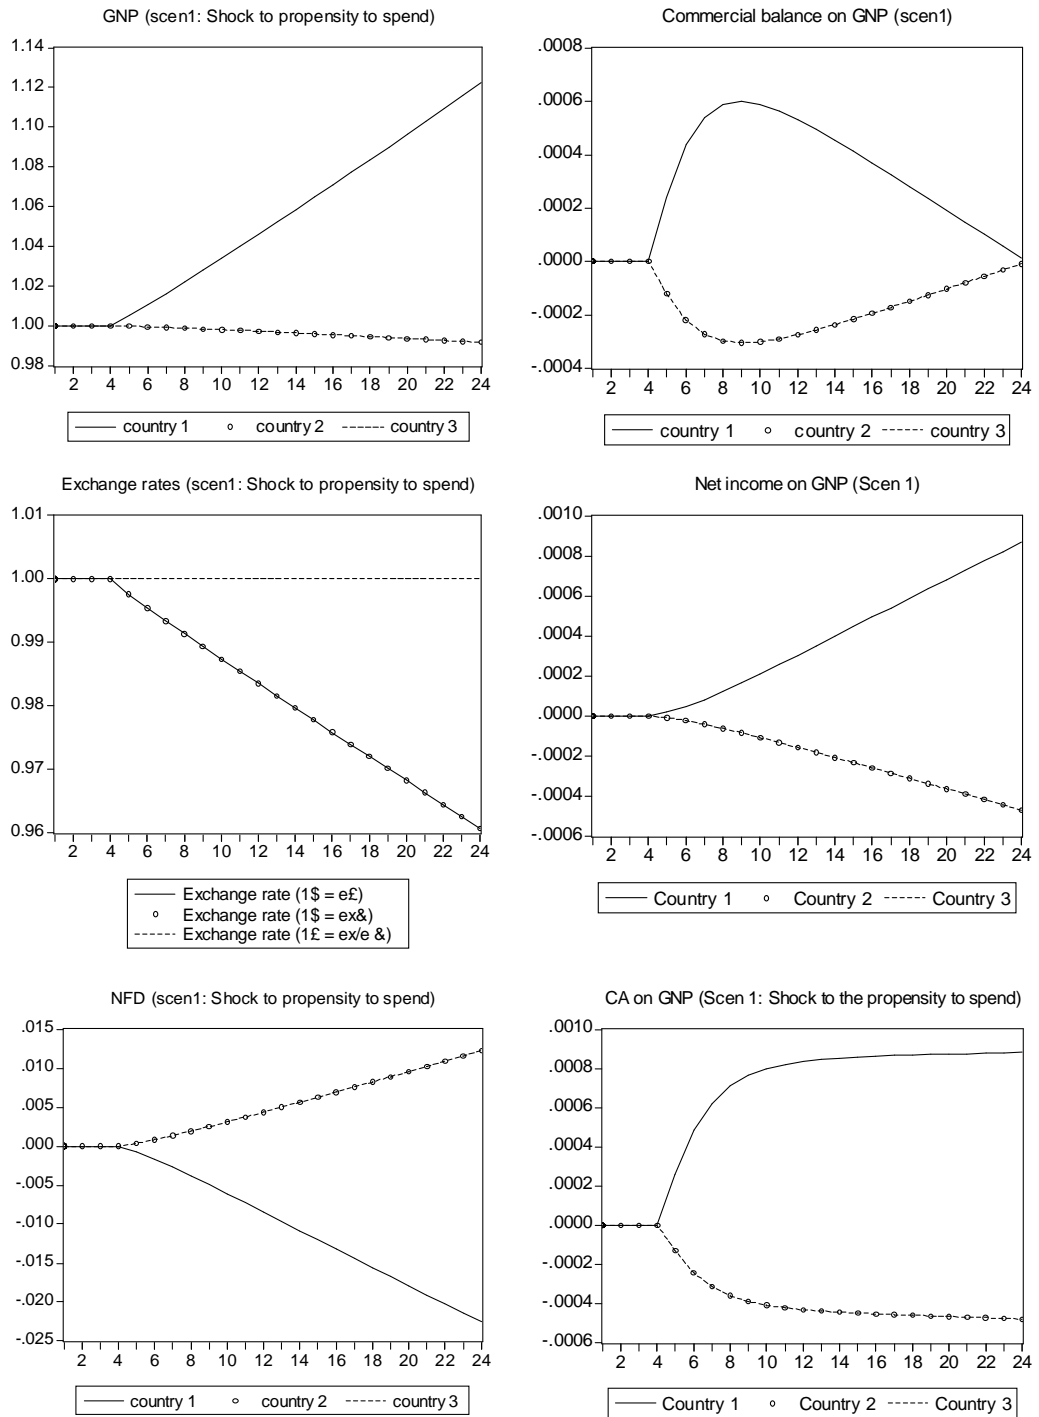 GNP (scen1: Shock to propensity to spend)
1.14
1.12
1.10
1.08
1.06
1.04
1.02
1.00
0.98
2 4 6 8 10 12 14 16 18 20 22 24
country 1 country 2 country 3
Commercial balance on GNP (scen1)
.0008
.0006
.0004
.0002
.0000
-.0002
-.0004
2 4 6 8 10 12 14 16 18 20 22 24
country 1 country 2 country 3
Exchange rates (scen1: Shock to propensity to spend)
1.01
1.00
0.99
0.98
0.97
0.96
2 4 6 8 10 12 14 16 18 20 22 24
Exchange rate (1$ = e£)
Exchange rate (1$ = ex&)
Exchange rate (1£ = ex/e &)
Net income on GNP (Scen 1)
.0010
.0008
.0006
.0004
.0002
.0000
-.0002
-.0004
-.0006
2 4 6 8 10 12 14 16 18 20 22 24
Country 1 Country 2 Country 3
NFD (scen1: Shock to propensity to spend)
.015
.010
.005
.000
-.005
-.010
-.015
-.020
-.025
2 4 6 8 10 12 14 16 18 20 22 24
country 1 country 2 country 3
CA on GNP (Scen 1: Shock to the propensity to spend)
.0010
.0008
.0006
.0004
.0002
.0000
-.0002
-.0004
-.0006
2 4 6 8 10 12 14 16 18 20 22 24
Country 1 Country 2 Country 3